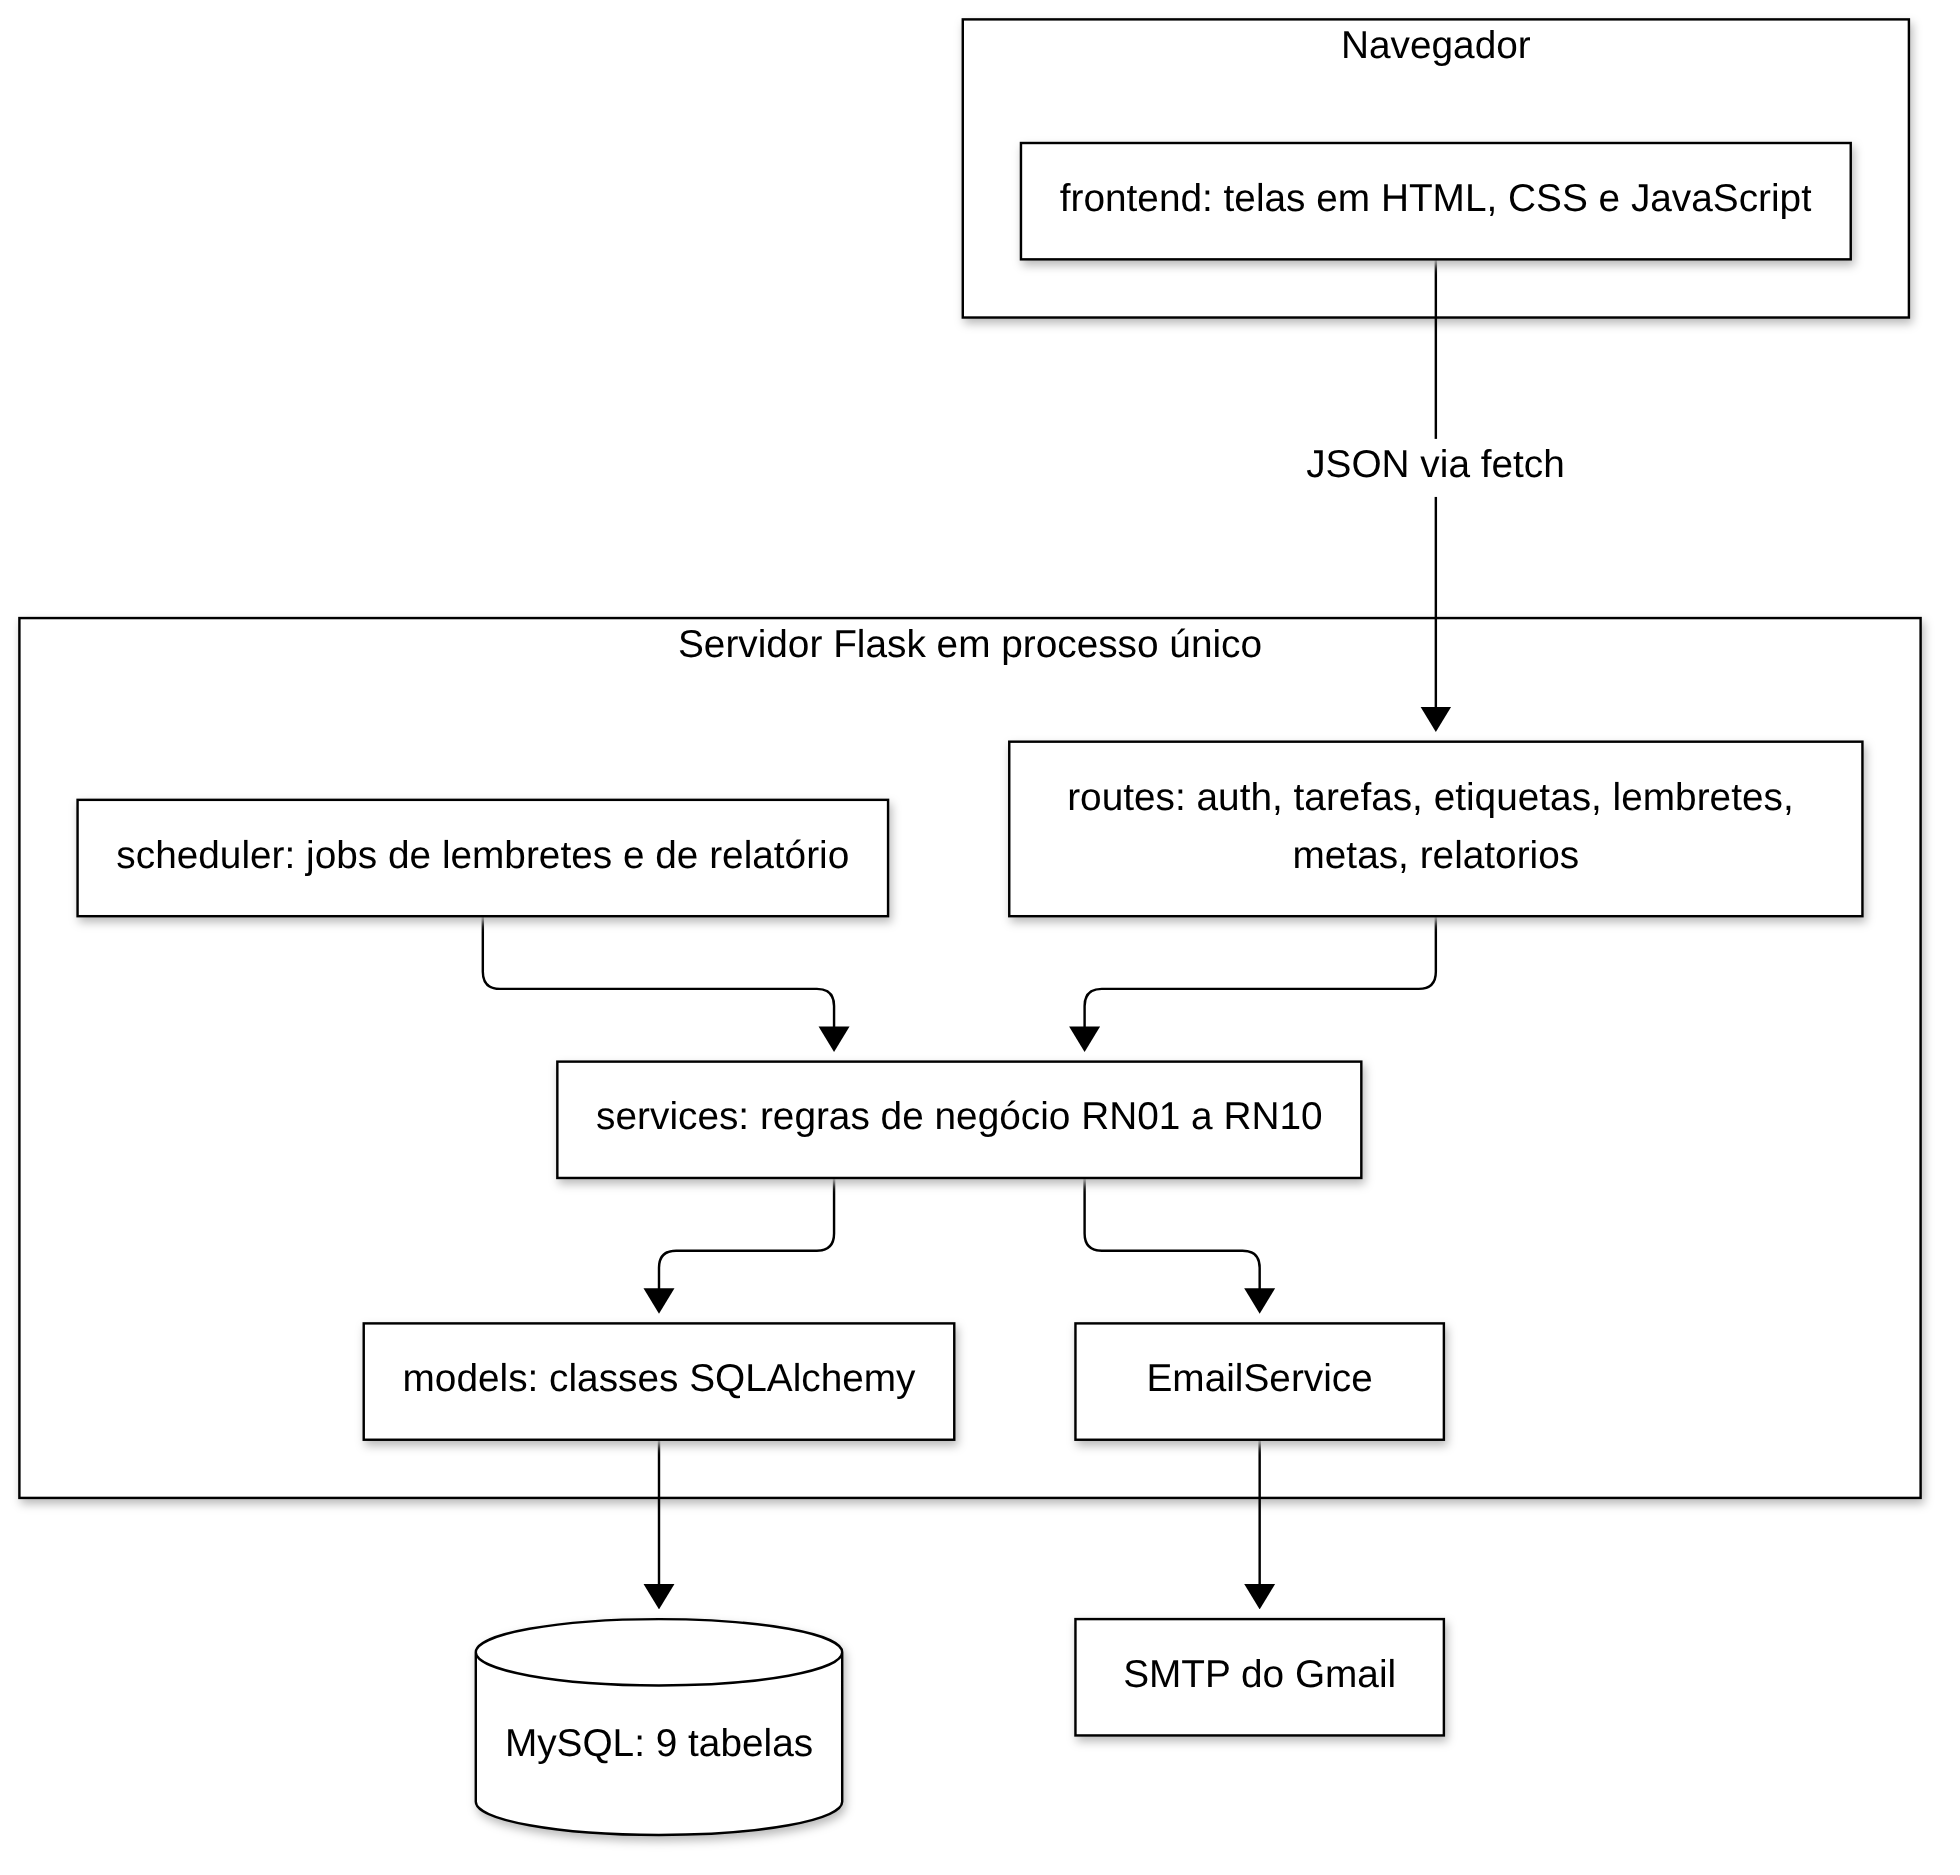 Navegador
frontend: telas em HTML, CSS e JavaScript
JSON via fetch
Servidor Flask em processo único
routes: auth, tarefas, etiquetas, lembretes,
metas, relatorios
scheduler: jobs de lembretes e de relatório
services: regras de negócio RN01 a RN10
models: classes SQLAlchemy
EmailService
MySQL: 9 tabelas
SMTP do Gmail